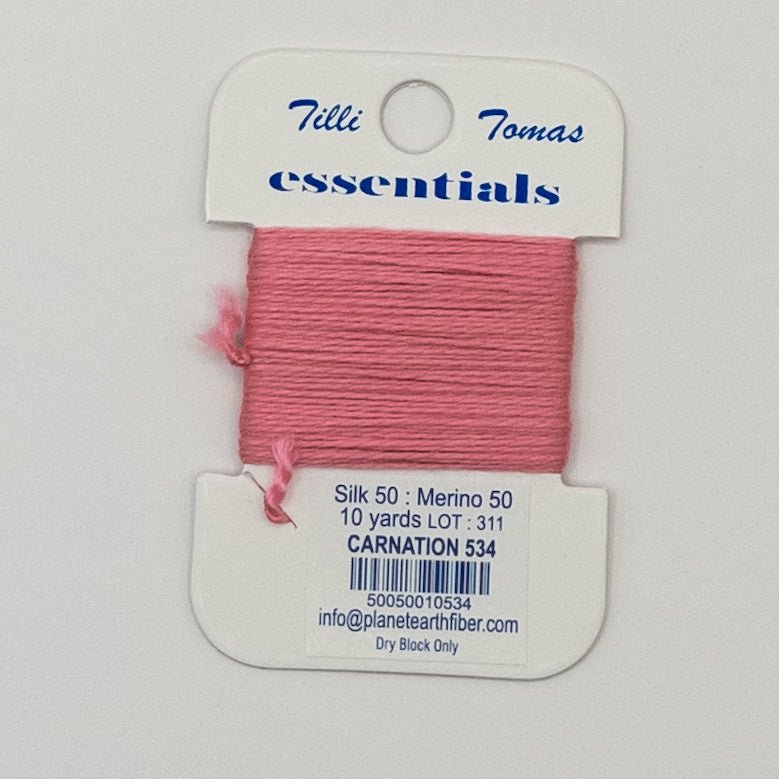 Tilli Tomas
essentials
Silk 50 : Merino 50
10 yards LOT : 311
CARNATION 534
50050010534
info@planetearthfiber.com
Dry Block Only